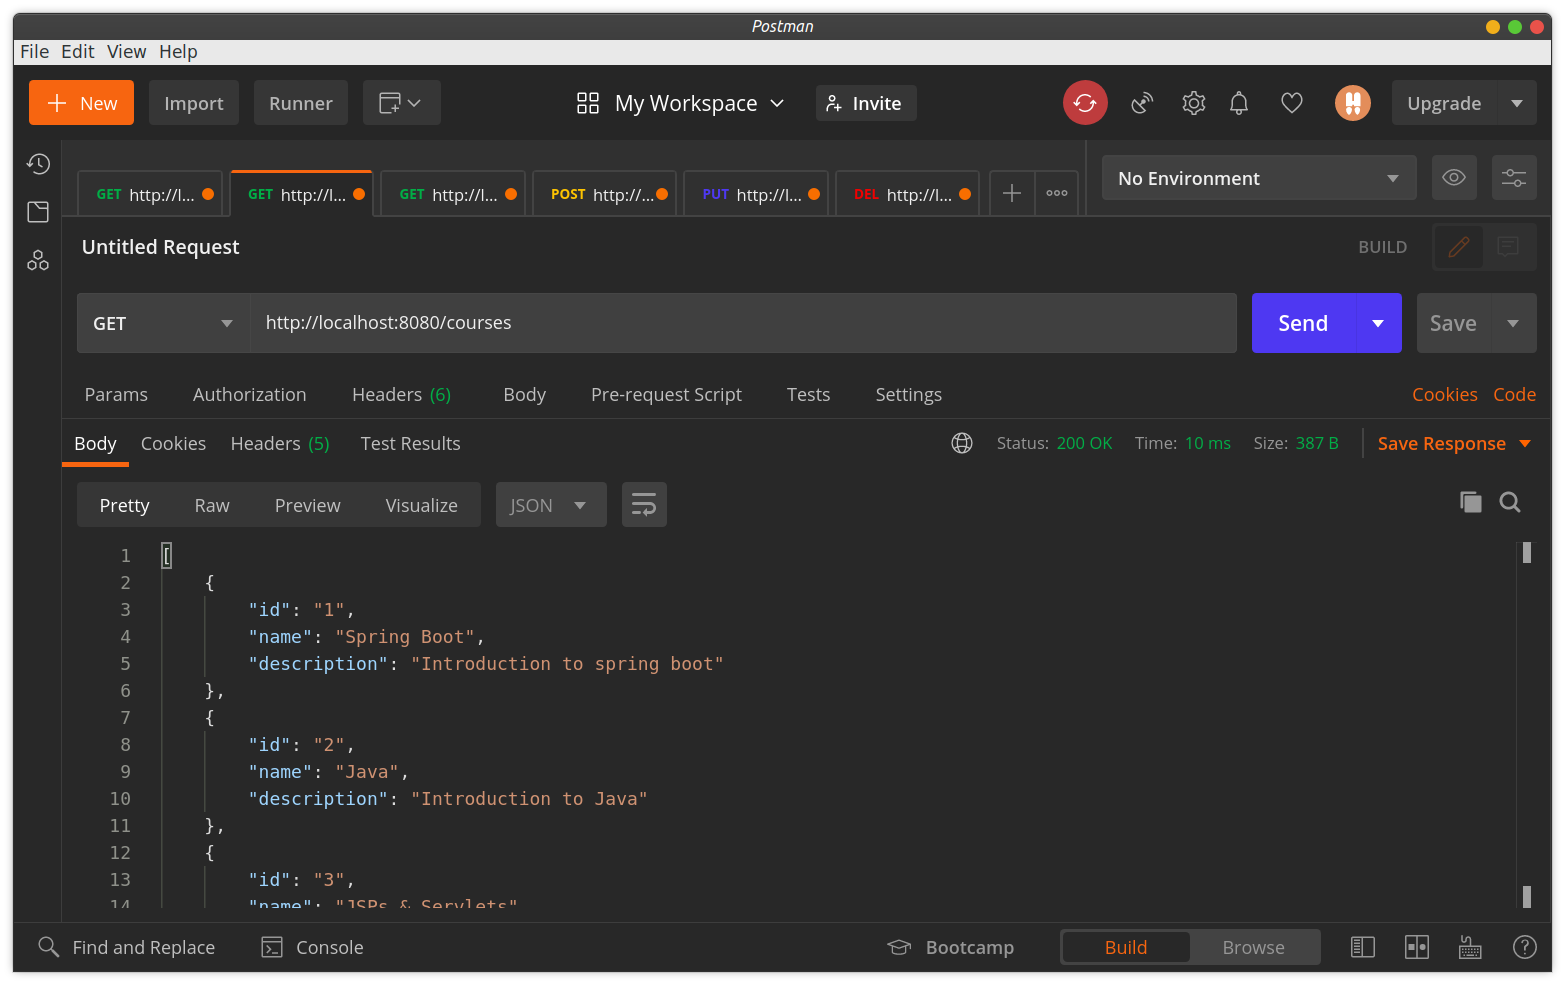 Postman
File Edit View Help
New Import Runner My Workspace Invite Upgrade
GET http://l... GET http://l... GET http://l... POST http://... PUT http://l... DEL http://l... No Environment
Untitled Request BUILD
GET http://localhost:8080/courses Send Save
Params Authorization Headers (6) Body Pre-request Script Tests Settings Cookies Code
Body Cookies Headers (5) Test Results Status: 200 OK Time: 10 ms Size: 387 B Save Response
Pretty Raw Preview Visualize JSON
1 [
2 {
3 "id": "1",
4 "name": "Spring Boot",
5 "description": "Introduction to spring boot"
6 },
7 {
8 "id": "2",
9 "name": "Java",
10 "description": "Introduction to Java"
11 },
12 {
13 "id": "3",
14 "name": "JSPs & Servlets"
Find and Replace Console Bootcamp Build Browse